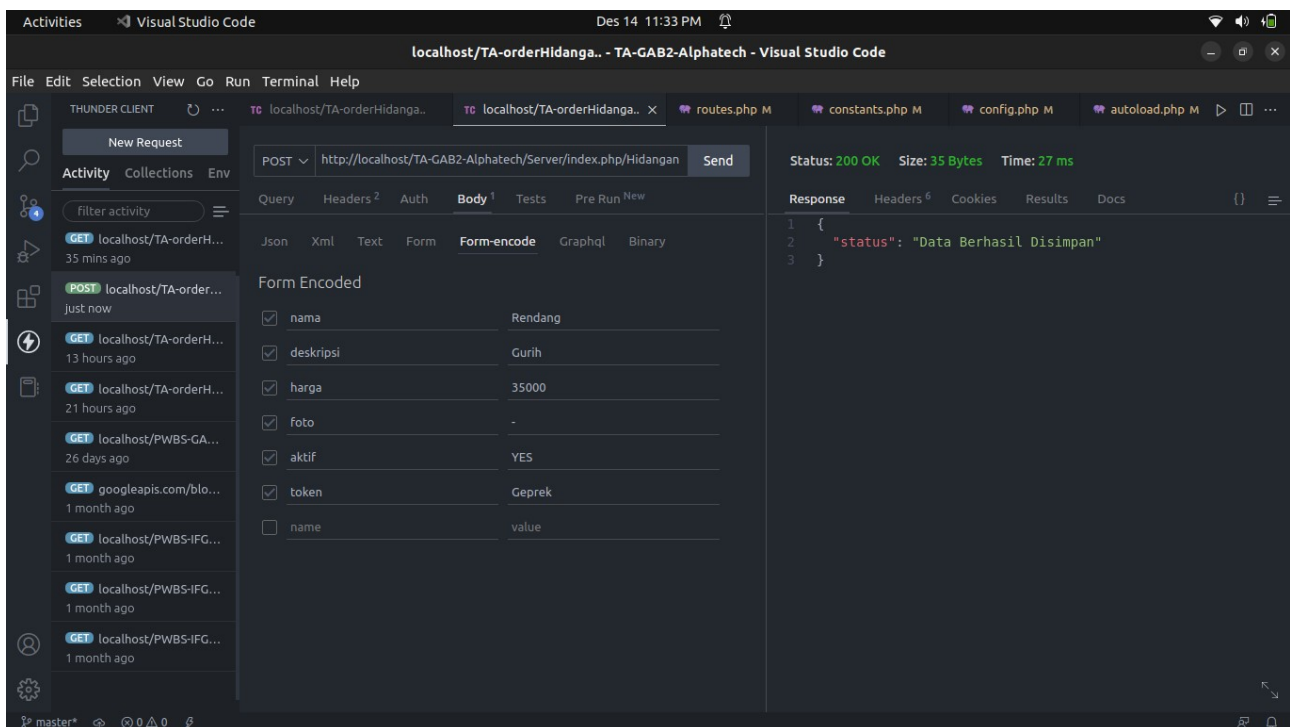 Activities Visual Studio Code Des 14 11:33 PM
localhost/TA-orderHidanga.. - TA-GAB2-Alphatech - Visual Studio Code
File Edit Selection View Go Run Terminal Help
THUNDER CLIENT ...
New Request
Activity Collections Env
filter activity
GET localhost/TA-orderH...
35 mins ago
POST localhost/TA-order...
just now
GET localhost/TA-orderH...
13 hours ago
GET localhost/TA-orderH...
21 hours ago
GET localhost/PWBS-GA...
26 days ago
GET googleapis.com/blo...
1 month ago
GET localhost/PWBS-IFG...
1 month ago
GET localhost/PWBS-IFG...
1 month ago
GET localhost/PWBS-IFG...
1 month ago
TC localhost/TA-orderHidanga.. TC localhost/TA-orderHidanga.. routes.php M constants.php M config.php M autoload.php M ...
POST http://localhost/TA-GAB2-Alphatech/Server/index.php/Hidangan Send
Query Headers 2 Auth Body 1 Tests Pre Run New
Json Xml Text Form Form-encode Graphql Binary
Form Encoded
nama Rendang
deskripsi Gurih
harga 35000
foto -
aktif YES
token Geprek
name value
Status: 200 OK Size: 35 Bytes Time: 27 ms
Response Headers 6 Cookies Results Docs {}
1 {
2 "status": "Data Berhasil Disimpan"
3 }
4
master* 0 0